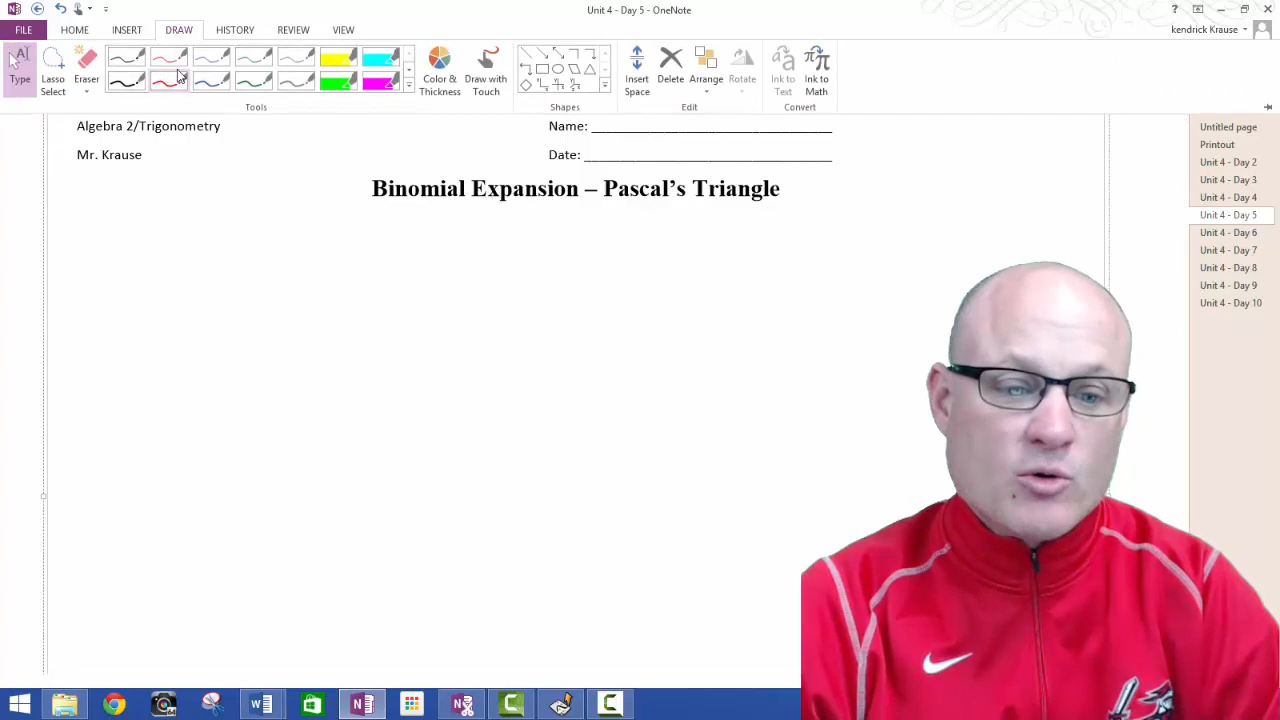 Unit 4 - Day 5 - OneNote
FILE HOME INSERT DRAW HISTORY REVIEW VIEW
kendrick Krause
Type
Lasso Select
Eraser
Color & Thickness
Draw with Touch
Insert Space
Delete
Arrange
Rotate
Ink to Text
Ink to Math
Tools Shapes Edit Convert
Algebra 2/Trigonometry Name: ______________________________________
Mr. Krause Date: _______________________________________
Binomial Expansion – Pascal's Triangle
Untitled page
Printout
Unit 4 - Day 2
Unit 4 - Day 3
Unit 4 - Day 4
Unit 4 - Day 5
Unit 4 - Day 6
Unit 4 - Day 7
Unit 4 - Day 8
Unit 4 - Day 9
Unit 4 - Day 10